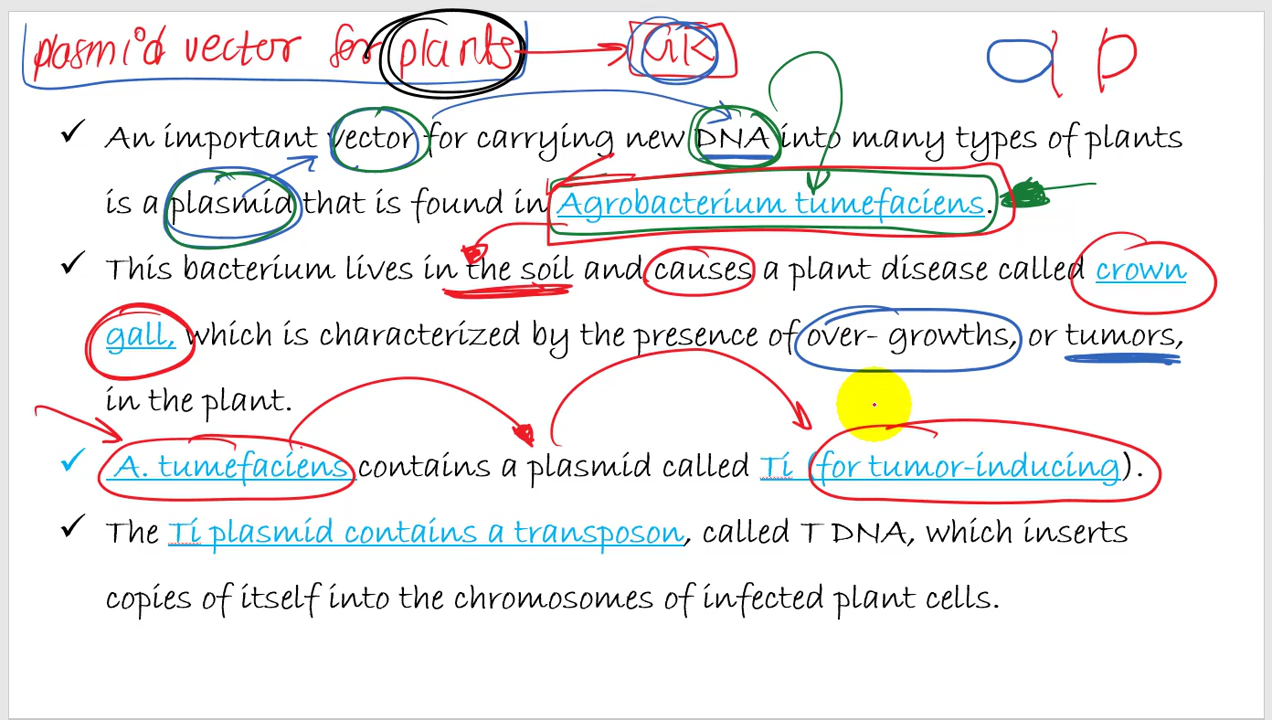 plasmid vector for plants
✓ An important vector for carrying new DNA into many types of plants
is a plasmid that is found in Agrobacterium tumefaciens.
✓ This bacterium lives in the soil and causes a plant disease called crown
gall, which is characterized by the presence of over- growths, or tumors,
in the plant.
✓ A. tumefaciens contains a plasmid called Ti (for tumor-inducing).
✓ The Ti plasmid contains a transposon, called T DNA, which inserts
copies of itself into the chromosomes of infected plant cells.